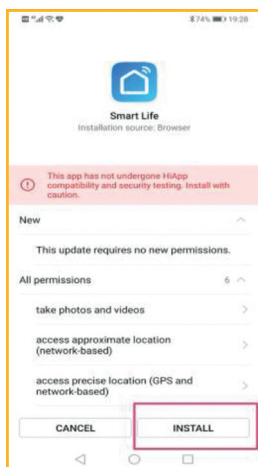 74% 19:28
Smart Life
Installation source: Browser
This app has not undergone HiApp
compatibility and security testing. Install with
caution.
New
This update requires no new permissions.
All permissions 6
take photos and videos
access approximate location
(network-based)
access precise location (GPS and
network-based)
CANCEL INSTALL